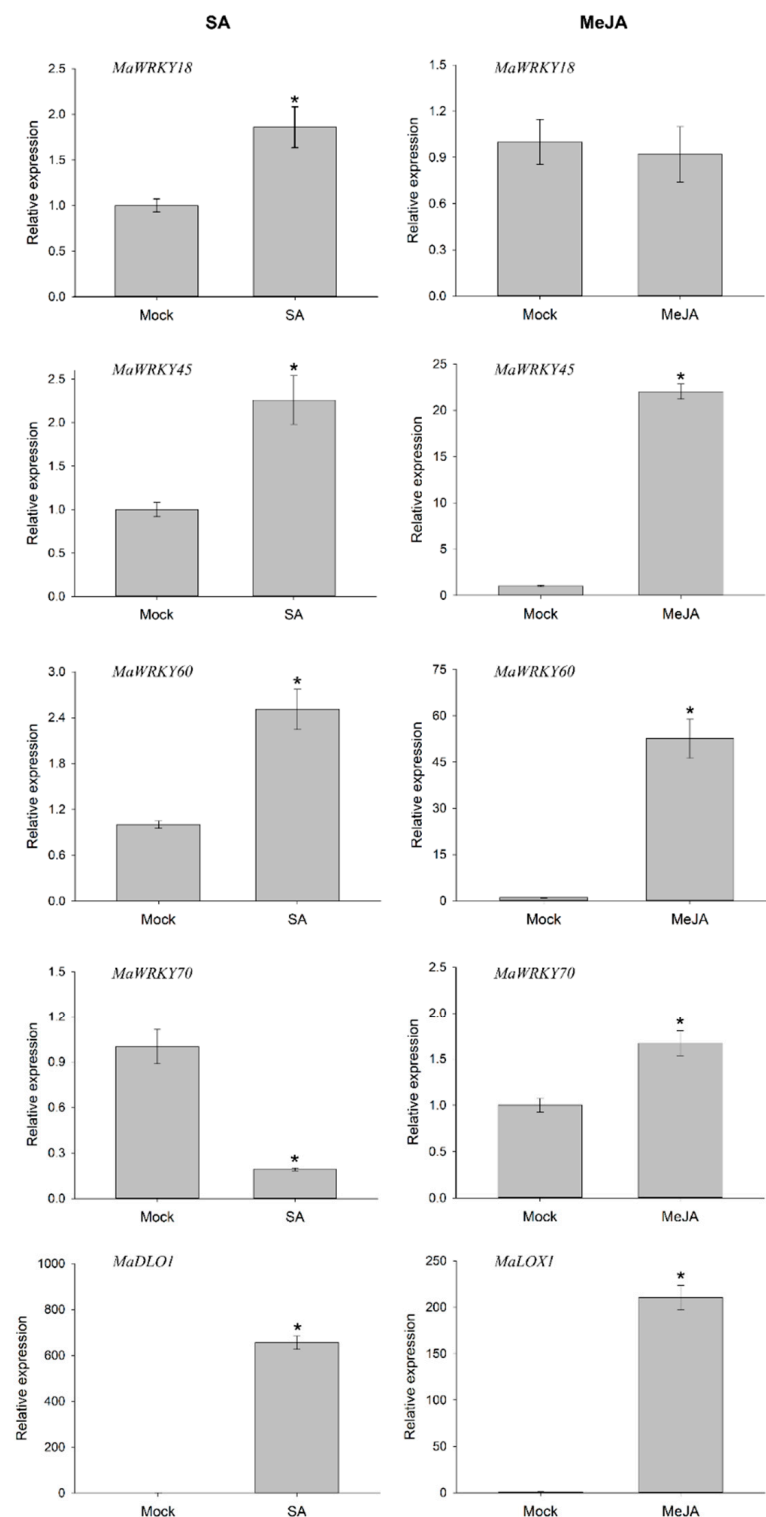 SA
MeJA
MaWRKY18
Relative expression
2.5
2.0
1.5
1.0
0.5
0.0
*
Mock
SA
MaWRKY18
Relative expression
1.5
1.2
0.9
0.6
0.3
0.0
Mock
MeJA
MaWRKY45
Relative expression
2.5
2.0
1.5
1.0
0.5
0.0
*
Mock
SA
MaWRKY45
Relative expression
25
20
15
10
5
0
*
Mock
MeJA
MaWRKY60
Relative expression
3.0
2.4
1.8
1.2
0.6
0.0
*
Mock
SA
MaWRKY60
Relative expression
75
60
45
30
15
0
*
Mock
MeJA
MaWRKY70
Relative expression
1.5
1.2
0.9
0.6
0.3
0.0
*
Mock
SA
MaWRKY70
Relative expression
2.5
2.0
1.5
1.0
0.5
0.0
*
Mock
MeJA
MaDLO1
Relative expression
1000
800
600
400
200
0
*
Mock
SA
MaLOX1
Relative expression
250
200
150
100
50
0
*
Mock
MeJA